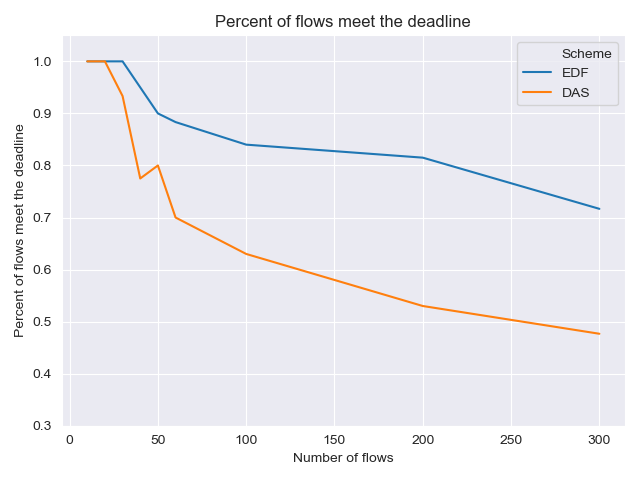 Percent of flows meet the deadline
Scheme
EDF
DAS
Percent of flows meet the deadline
1.0
0.9
0.8
0.7
0.6
0.5
0.4
0.3
0 50 100 150 200 250 300
Number of flows